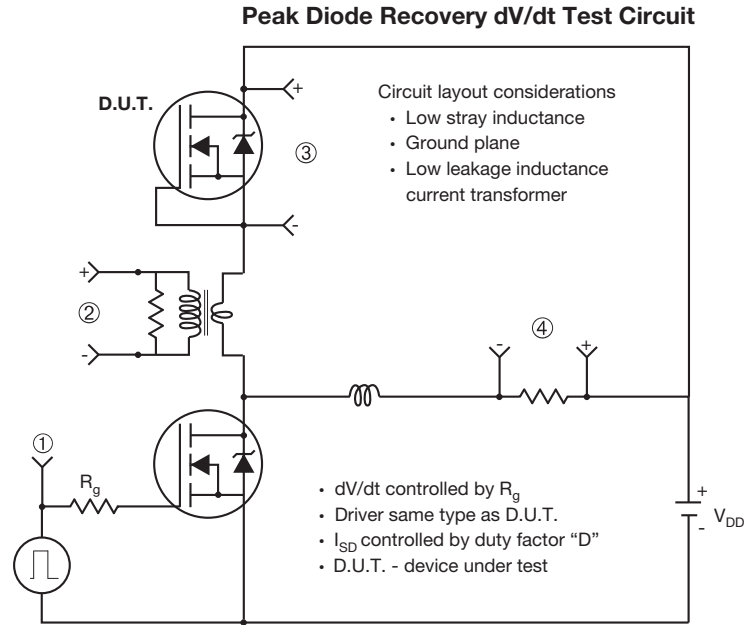 Peak Diode Recovery dV/dt Test Circuit
D.U.T.
+
Circuit layout considerations
• Low stray inductance
• Ground plane
• Low leakage inductance
current transformer
③
-
+
②
-
④
-
+
①
Rg
• dV/dt controlled by Rg
• Driver same type as D.U.T.
• ISD controlled by duty factor “D”
• D.U.T. - device under test
+
-
VDD